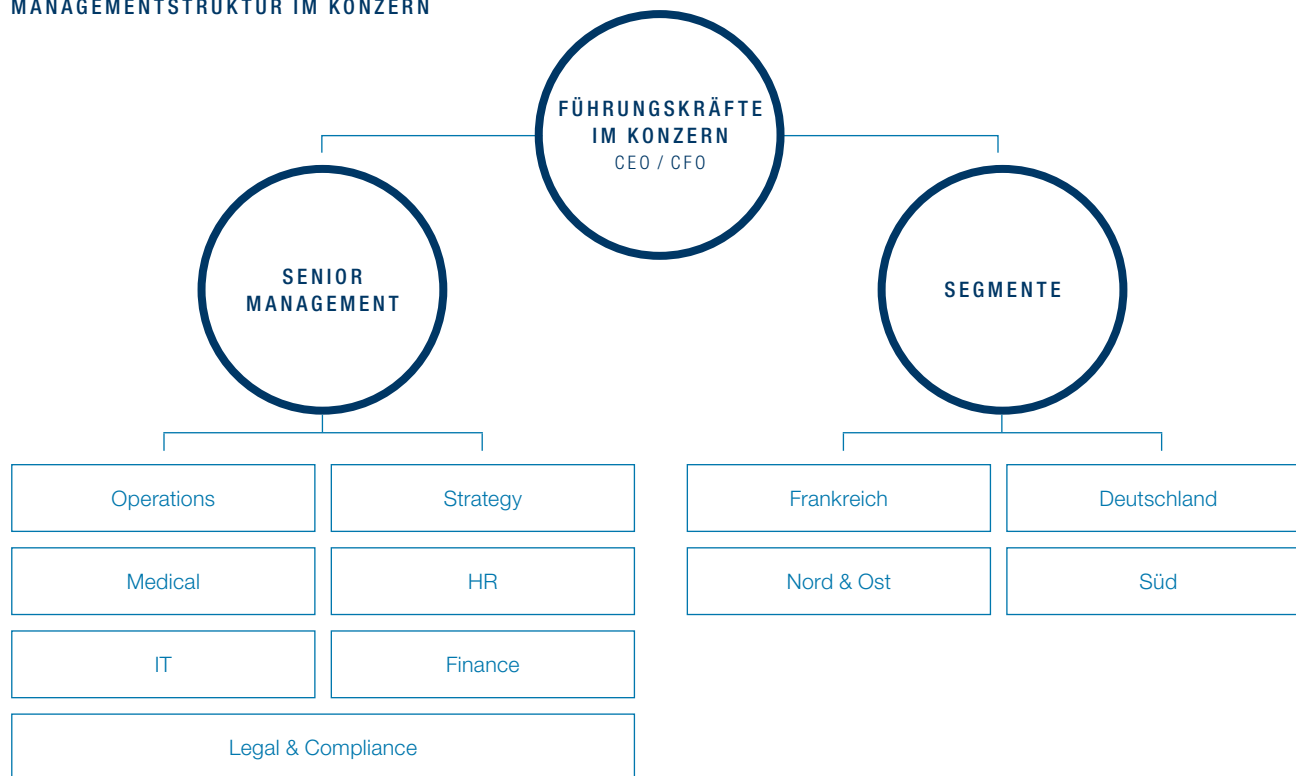 MANAGEMENTSTRUKTUR IM KONZERN
FÜHRUNGSKRÄFTE
IM KONZERN
CEO / CFO
SENIOR
MANAGEMENT
SEGMENTE
Operations
Strategy
Frankreich
Deutschland
Medical
HR
Nord & Ost
Süd
IT
Finance
Legal & Compliance